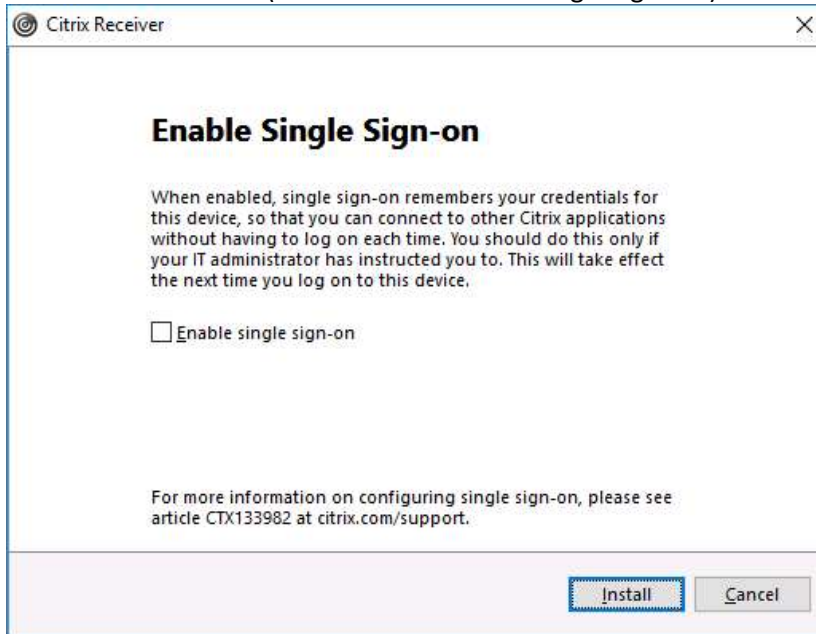 Citrix Receiver
Enable Single Sign-on
When enabled, single sign-on remembers your credentials for
this device, so that you can connect to other Citrix applications
without having to log on each time. You should do this only if
your IT administrator has instructed you to. This will take effect
the next time you log on to this device.
Enable single sign-on
For more information on configuring single sign-on, please see
article CTX133982 at citrix.com/support.
Install Cancel